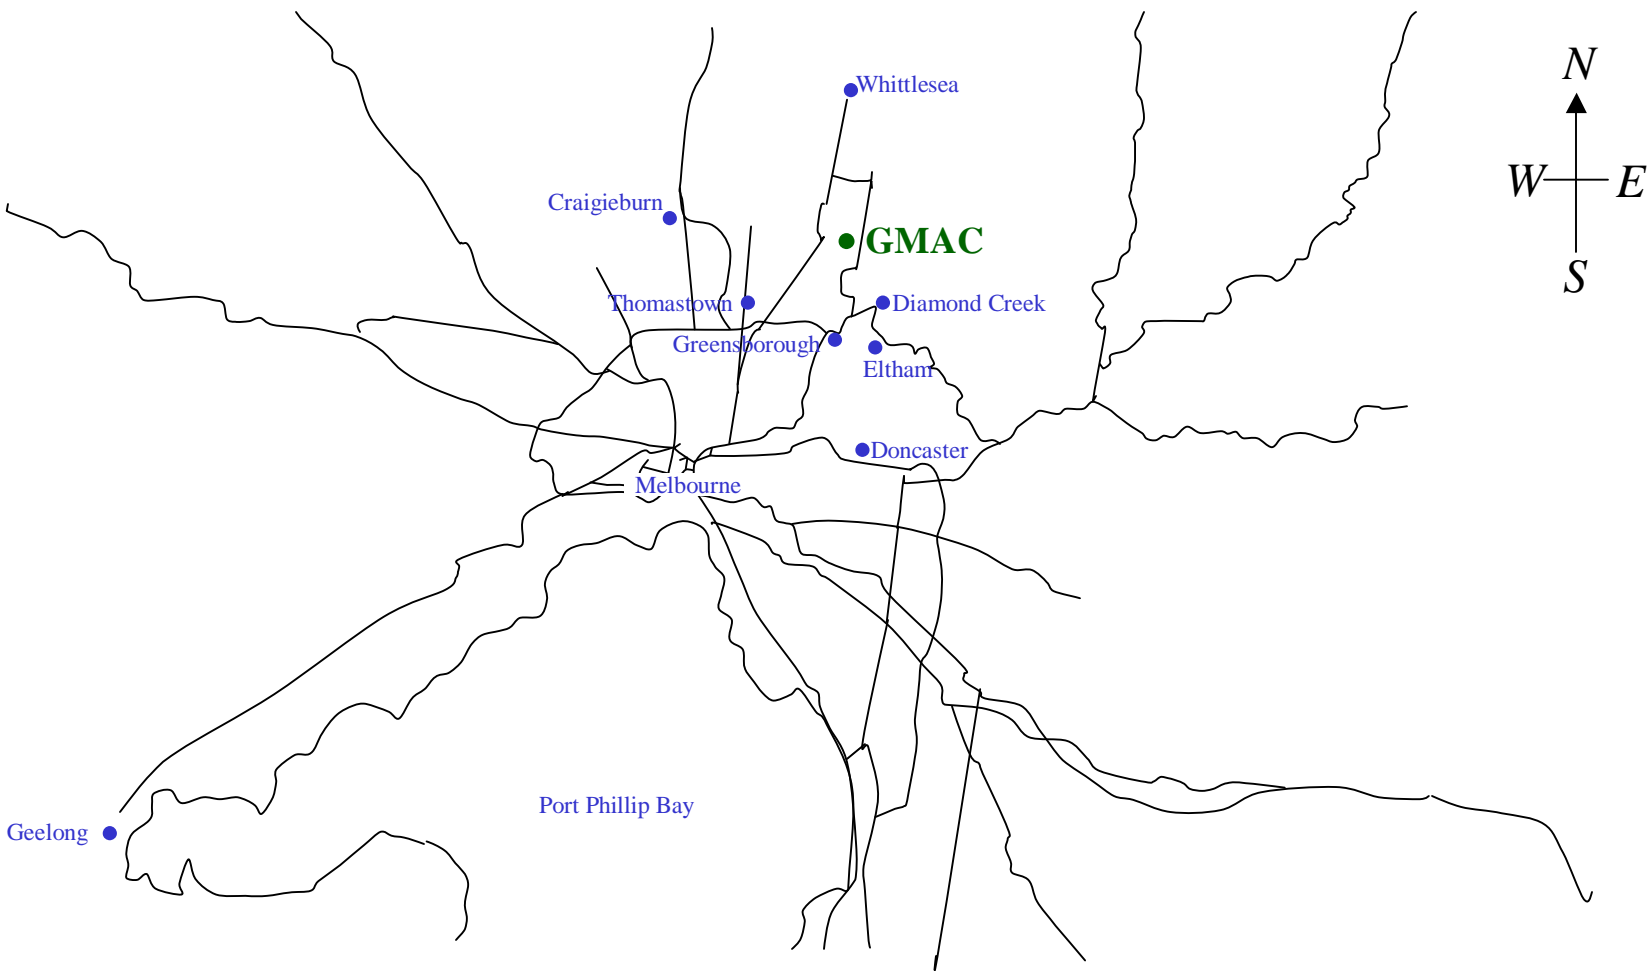 N
Whittlesea
W E
Craigieburn
GMAC
S
Thomastown
Diamond Creek
Greensborough
Eltham
Doncaster
Melbourne
Port Phillip Bay
Geelong